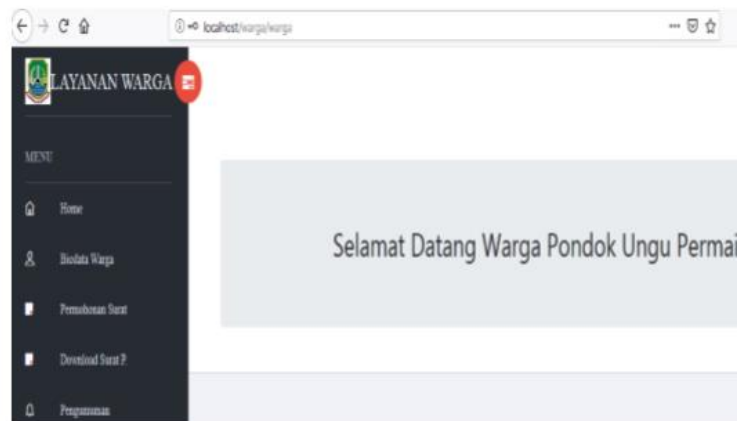 localhost/warga/warga
LAYANAN WARGA
MENU
Home
Biodata Warga
Permohonan Surat
Download Surat P.
Pengumuman
Selamat Datang Warga Pondok Ungu Permai